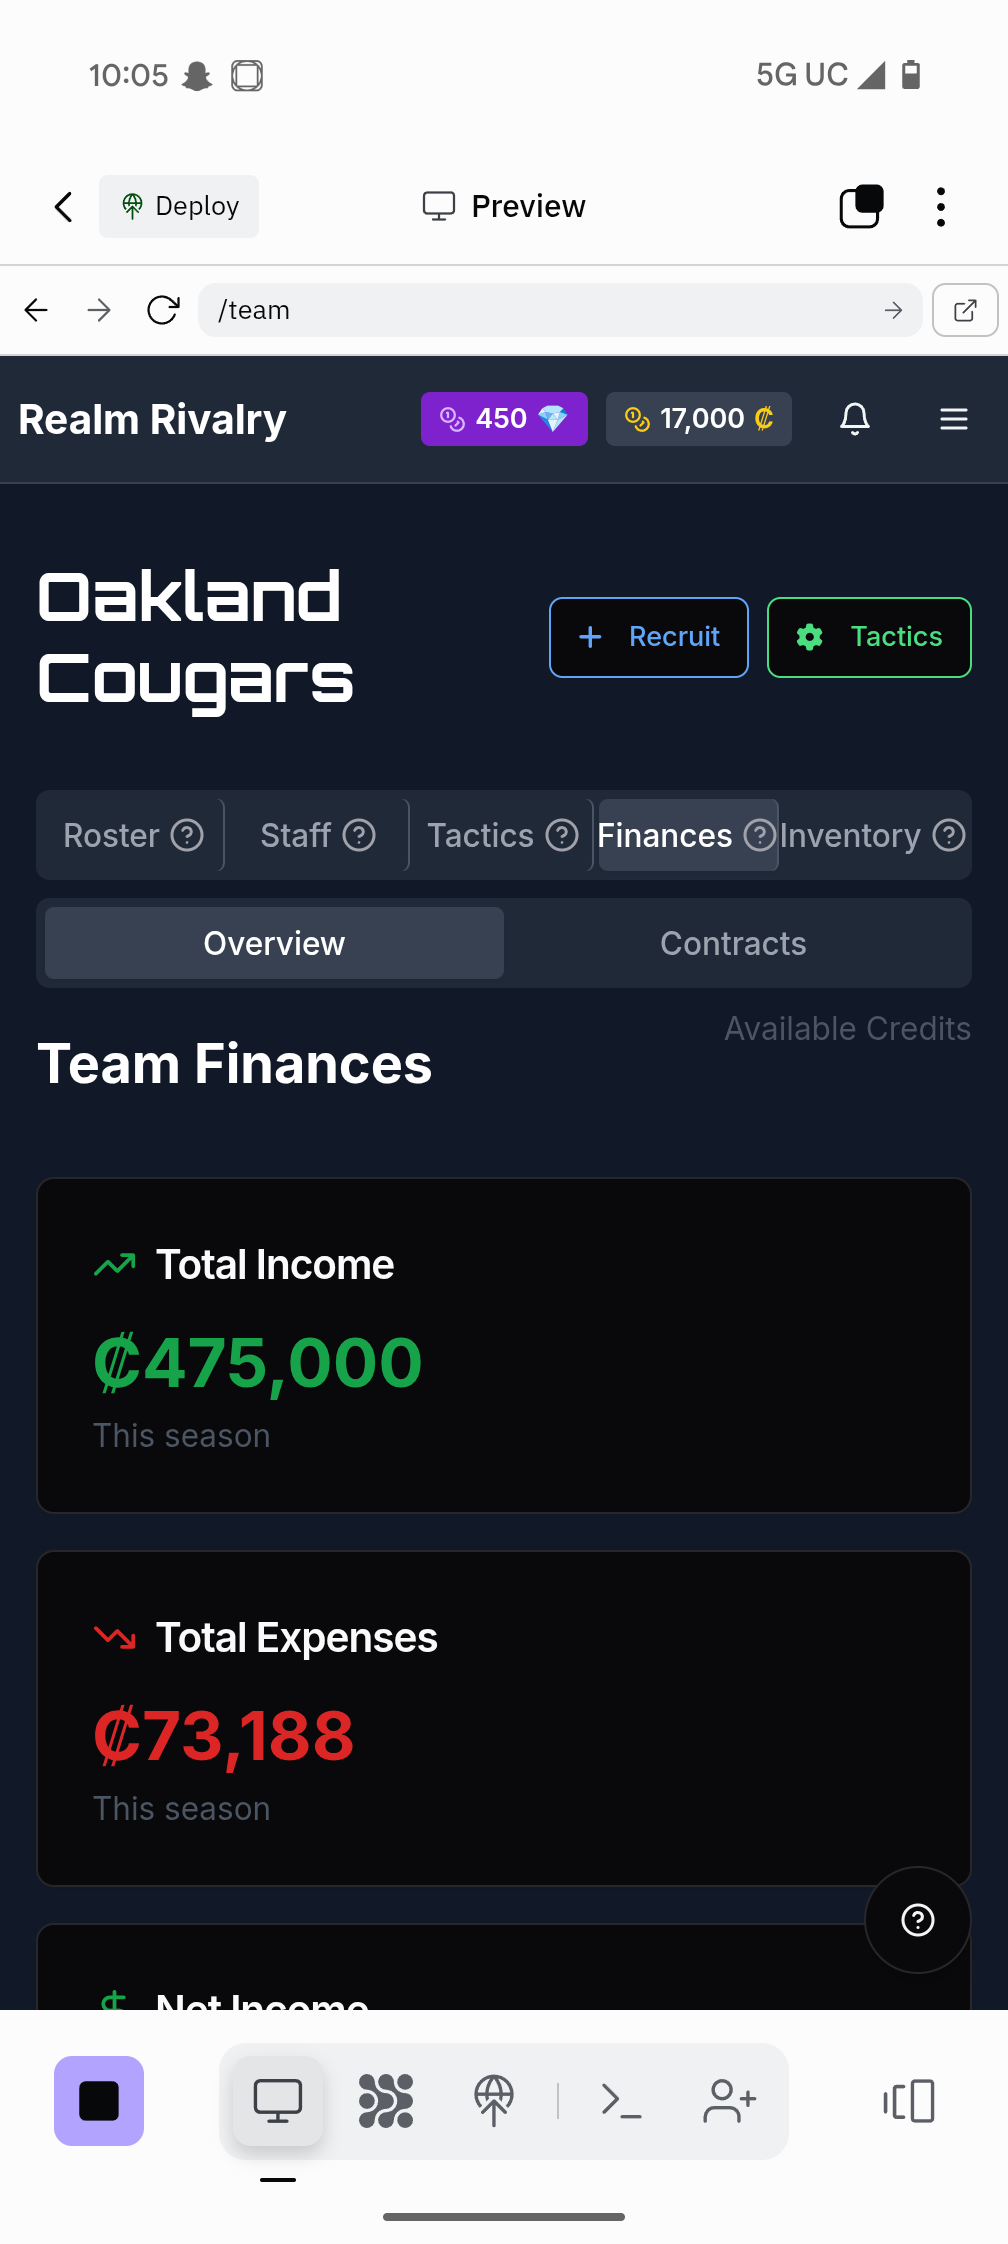 10:05
5G UC
Deploy
Preview
/team
Realm Rivalry
450 💎
17,000 ₡
Oakland
Cougars
Recruit
Tactics
Roster
Staff
Tactics
Finances
Inventory
Overview
Contracts
Available Credits
Team Finances
Total Income
₡475,000
This season
Total Expenses
₡73,188
This season
Net Income